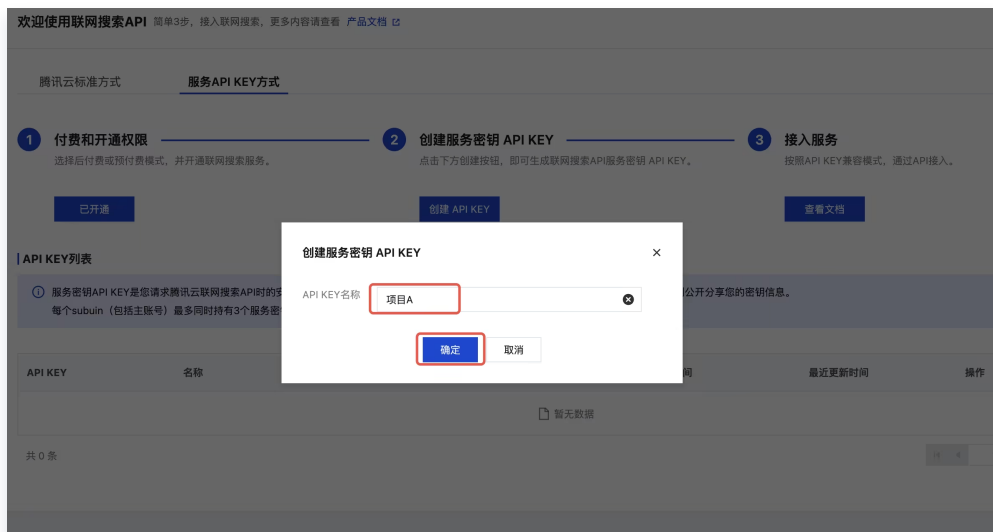 欢迎使用联网搜索API 简单3步，接入联网搜索，更多内容请查看 产品文档
腾讯云标准方式 服务API KEY方式
1 付费和开通权限 2 创建服务密钥 API KEY 3 接入服务
选择后付费或预付费模式，并开通联网搜索服务。 点击下方创建按钮，即可生成联网搜索API服务密钥 API KEY。 按照API KEY兼容模式，通过API接入。
已开通 创建 API KEY 查看文档
创建服务密钥 API KEY
API KEY列表
服务密钥API KEY是您请求腾讯云联网搜索API时的 公开分享您的密钥信息。
API KEY名称 项目A
每个subuin（包括主账号）最多同时持有3个服务密
确定 取消
API KEY 名称 间 最近更新时间 操作
暂无数据
共 0 条